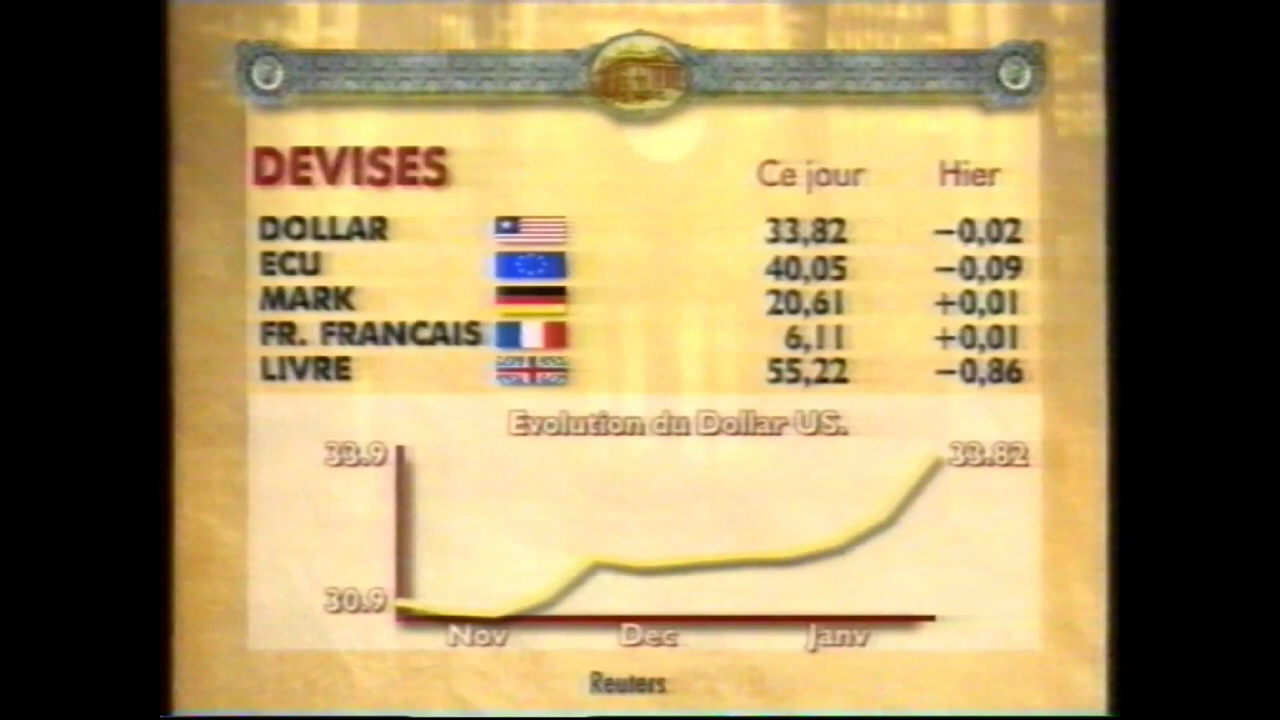 DEVISES Ce jour Hier
DOLLAR 33,82 −0,02
ECU 40,05 −0,09
MARK 20,61 +0,01
FR. FRANCAIS 6,11 +0,01
LIVRE 55,22 −0,86
Evolution du Dollar US.
33.9 33.82
30.9
Nov Dec Janv
Reuters